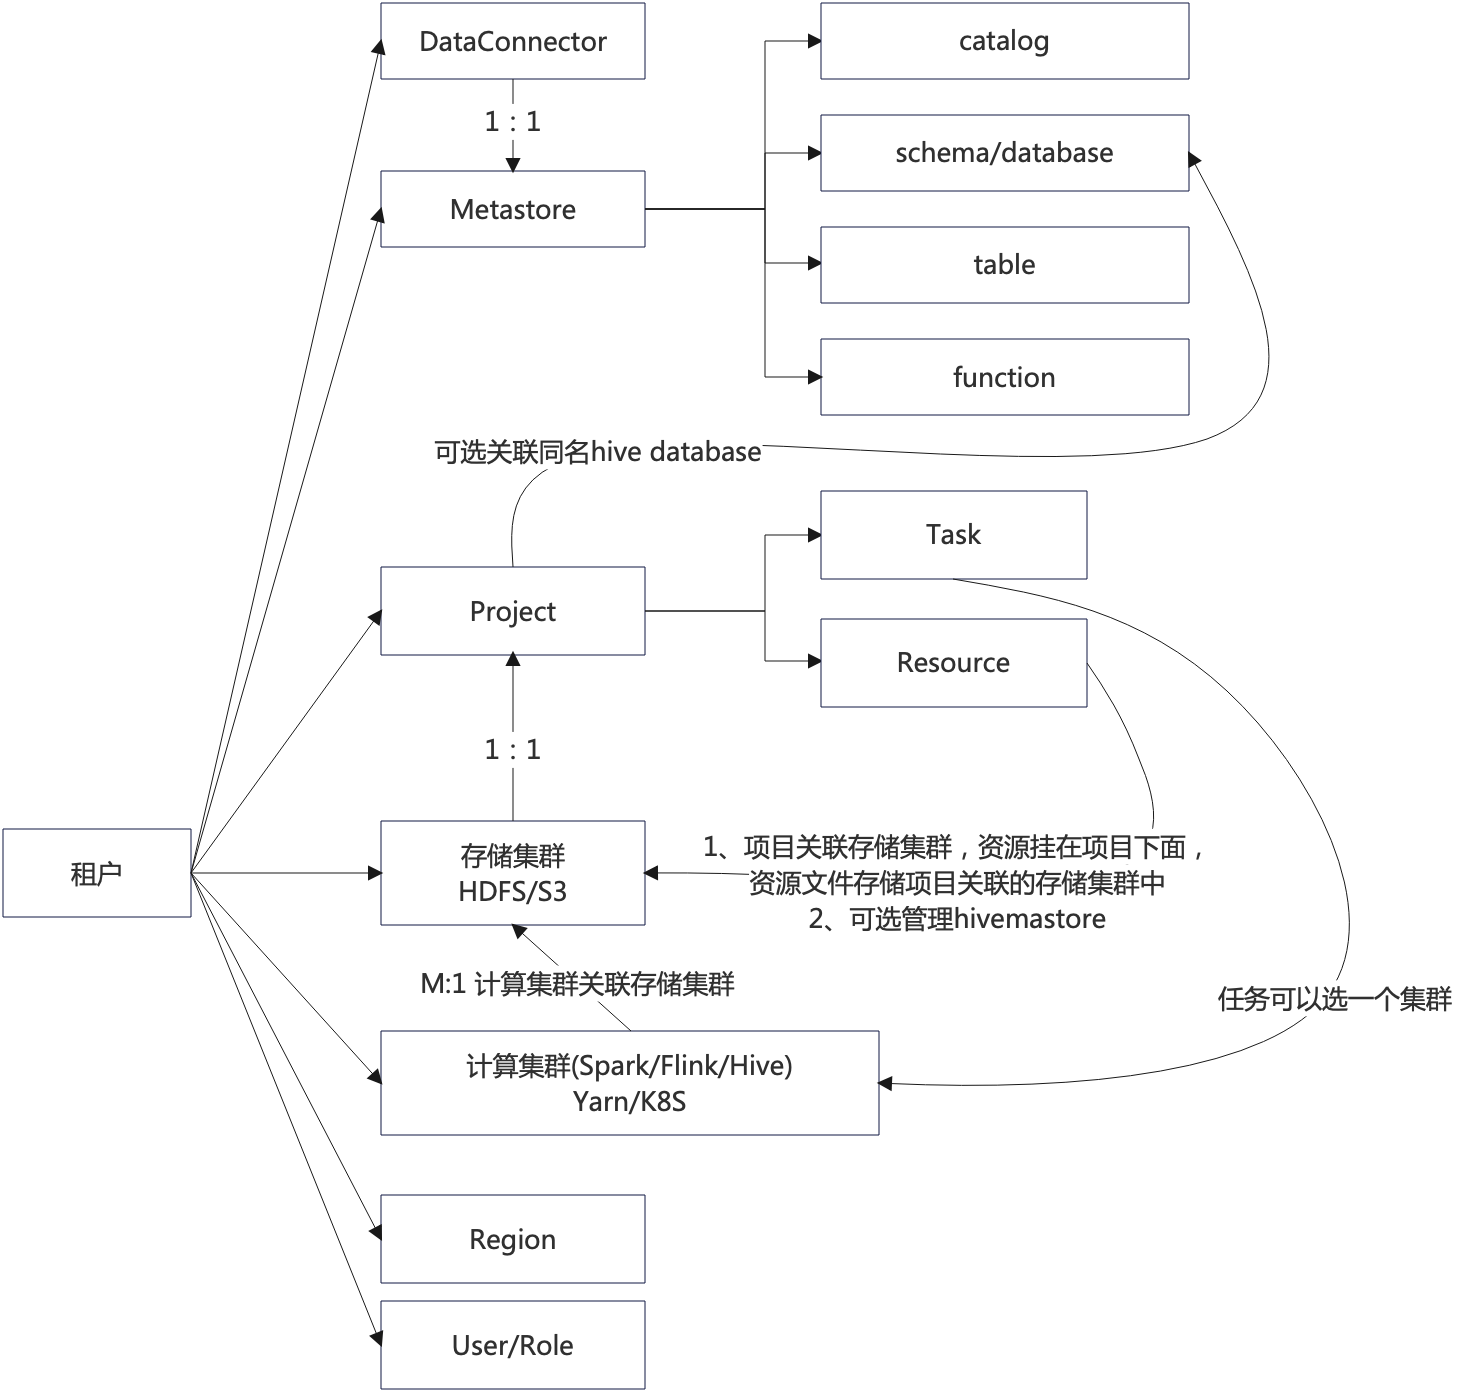 DataConnector
catalog
1：1
schema/database
Metastore
table
function
可选关联同名hive database
Task
Project
Resource
1：1
租户
存储集群
HDFS/S3
1、项目关联存储集群，资源挂在项目下面，
资源文件存储项目关联的存储集群中
2、可选管理hivemastore
M:1 计算集群关联存储集群
任务可以选一个集群
计算集群(Spark/Flink/Hive)
Yarn/K8S
Region
User/Role